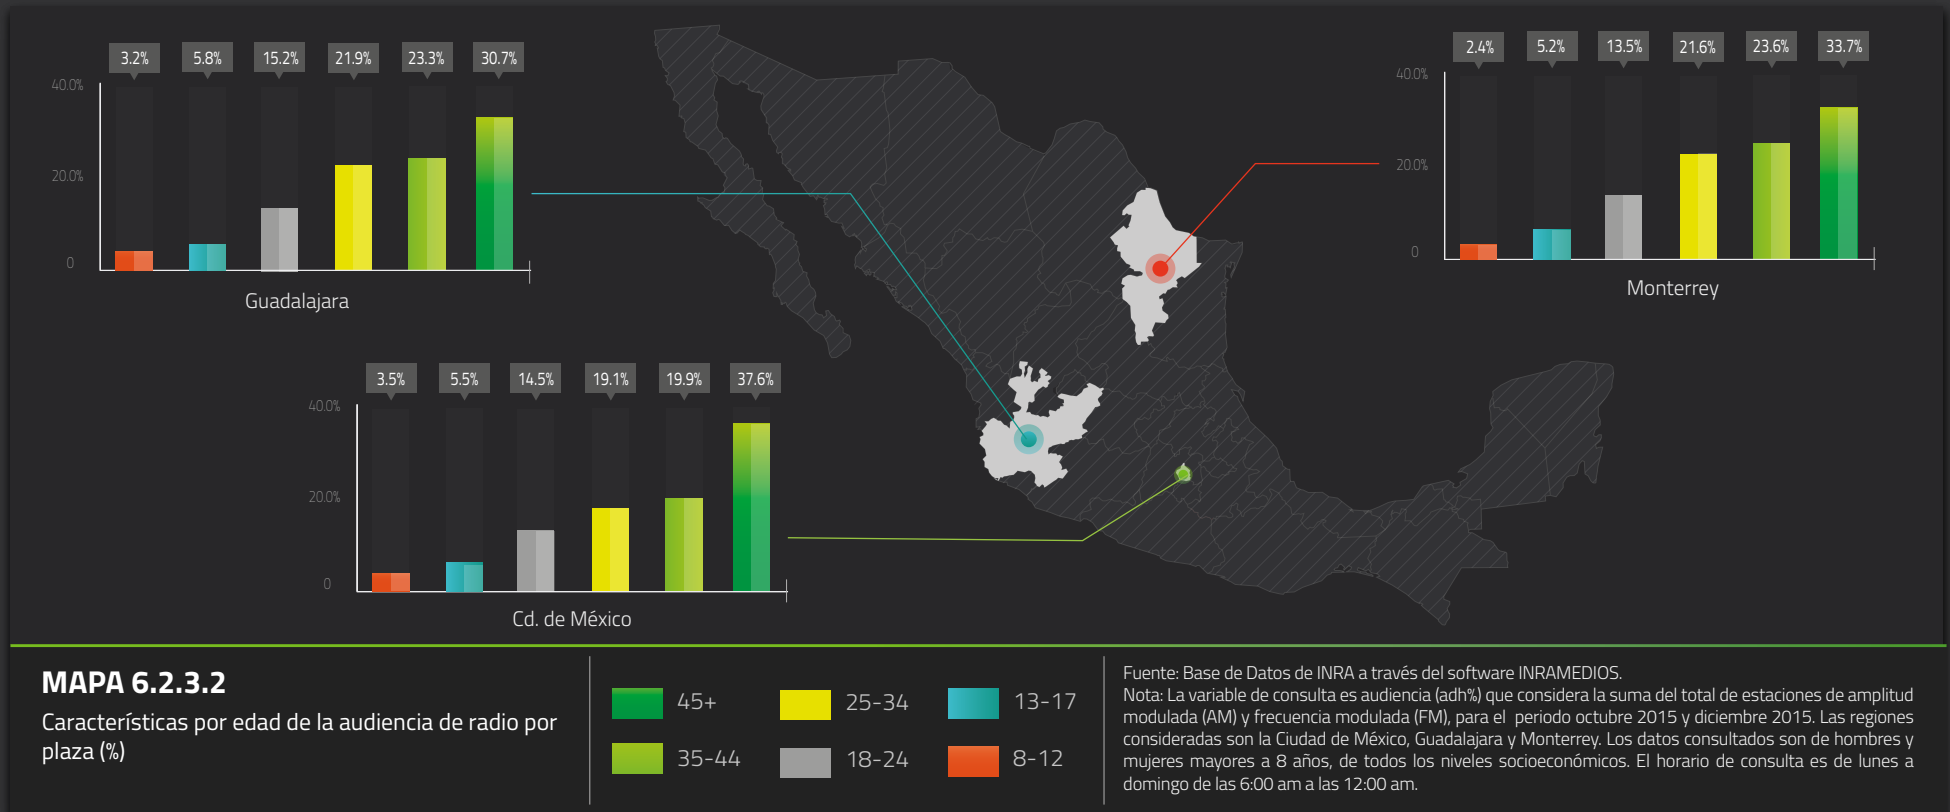 3.2% 5.8% 15.2% 21.9% 23.3% 30.7%
40.0%
20.0%
0
Guadalajara
2.4% 5.2% 13.5% 21.6% 23.6% 33.7%
40.0%
20.0%
0
Monterrey
3.5% 5.5% 14.5% 19.1% 19.9% 37.6%
40.0%
20.0%
0
Cd. de México
MAPA 6.2.3.2
Características por edad de la audiencia de radio por
plaza (%)
45+ 25-34 13-17
35-44 18-24 8-12
Fuente: Base de Datos de INRA a través del software INRAMEDIOS.
Nota: La variable de consulta es audiencia (adh%) que considera la suma del total de estaciones de amplitud
modulada (AM) y frecuencia modulada (FM), para el periodo octubre 2015 y diciembre 2015. Las regiones
consideradas son la Ciudad de México, Guadalajara y Monterrey. Los datos consultados son de hombres y
mujeres mayores a 8 años, de todos los niveles socioeconómicos. El horario de consulta es de lunes a
domingo de las 6:00 am a las 12:00 am.